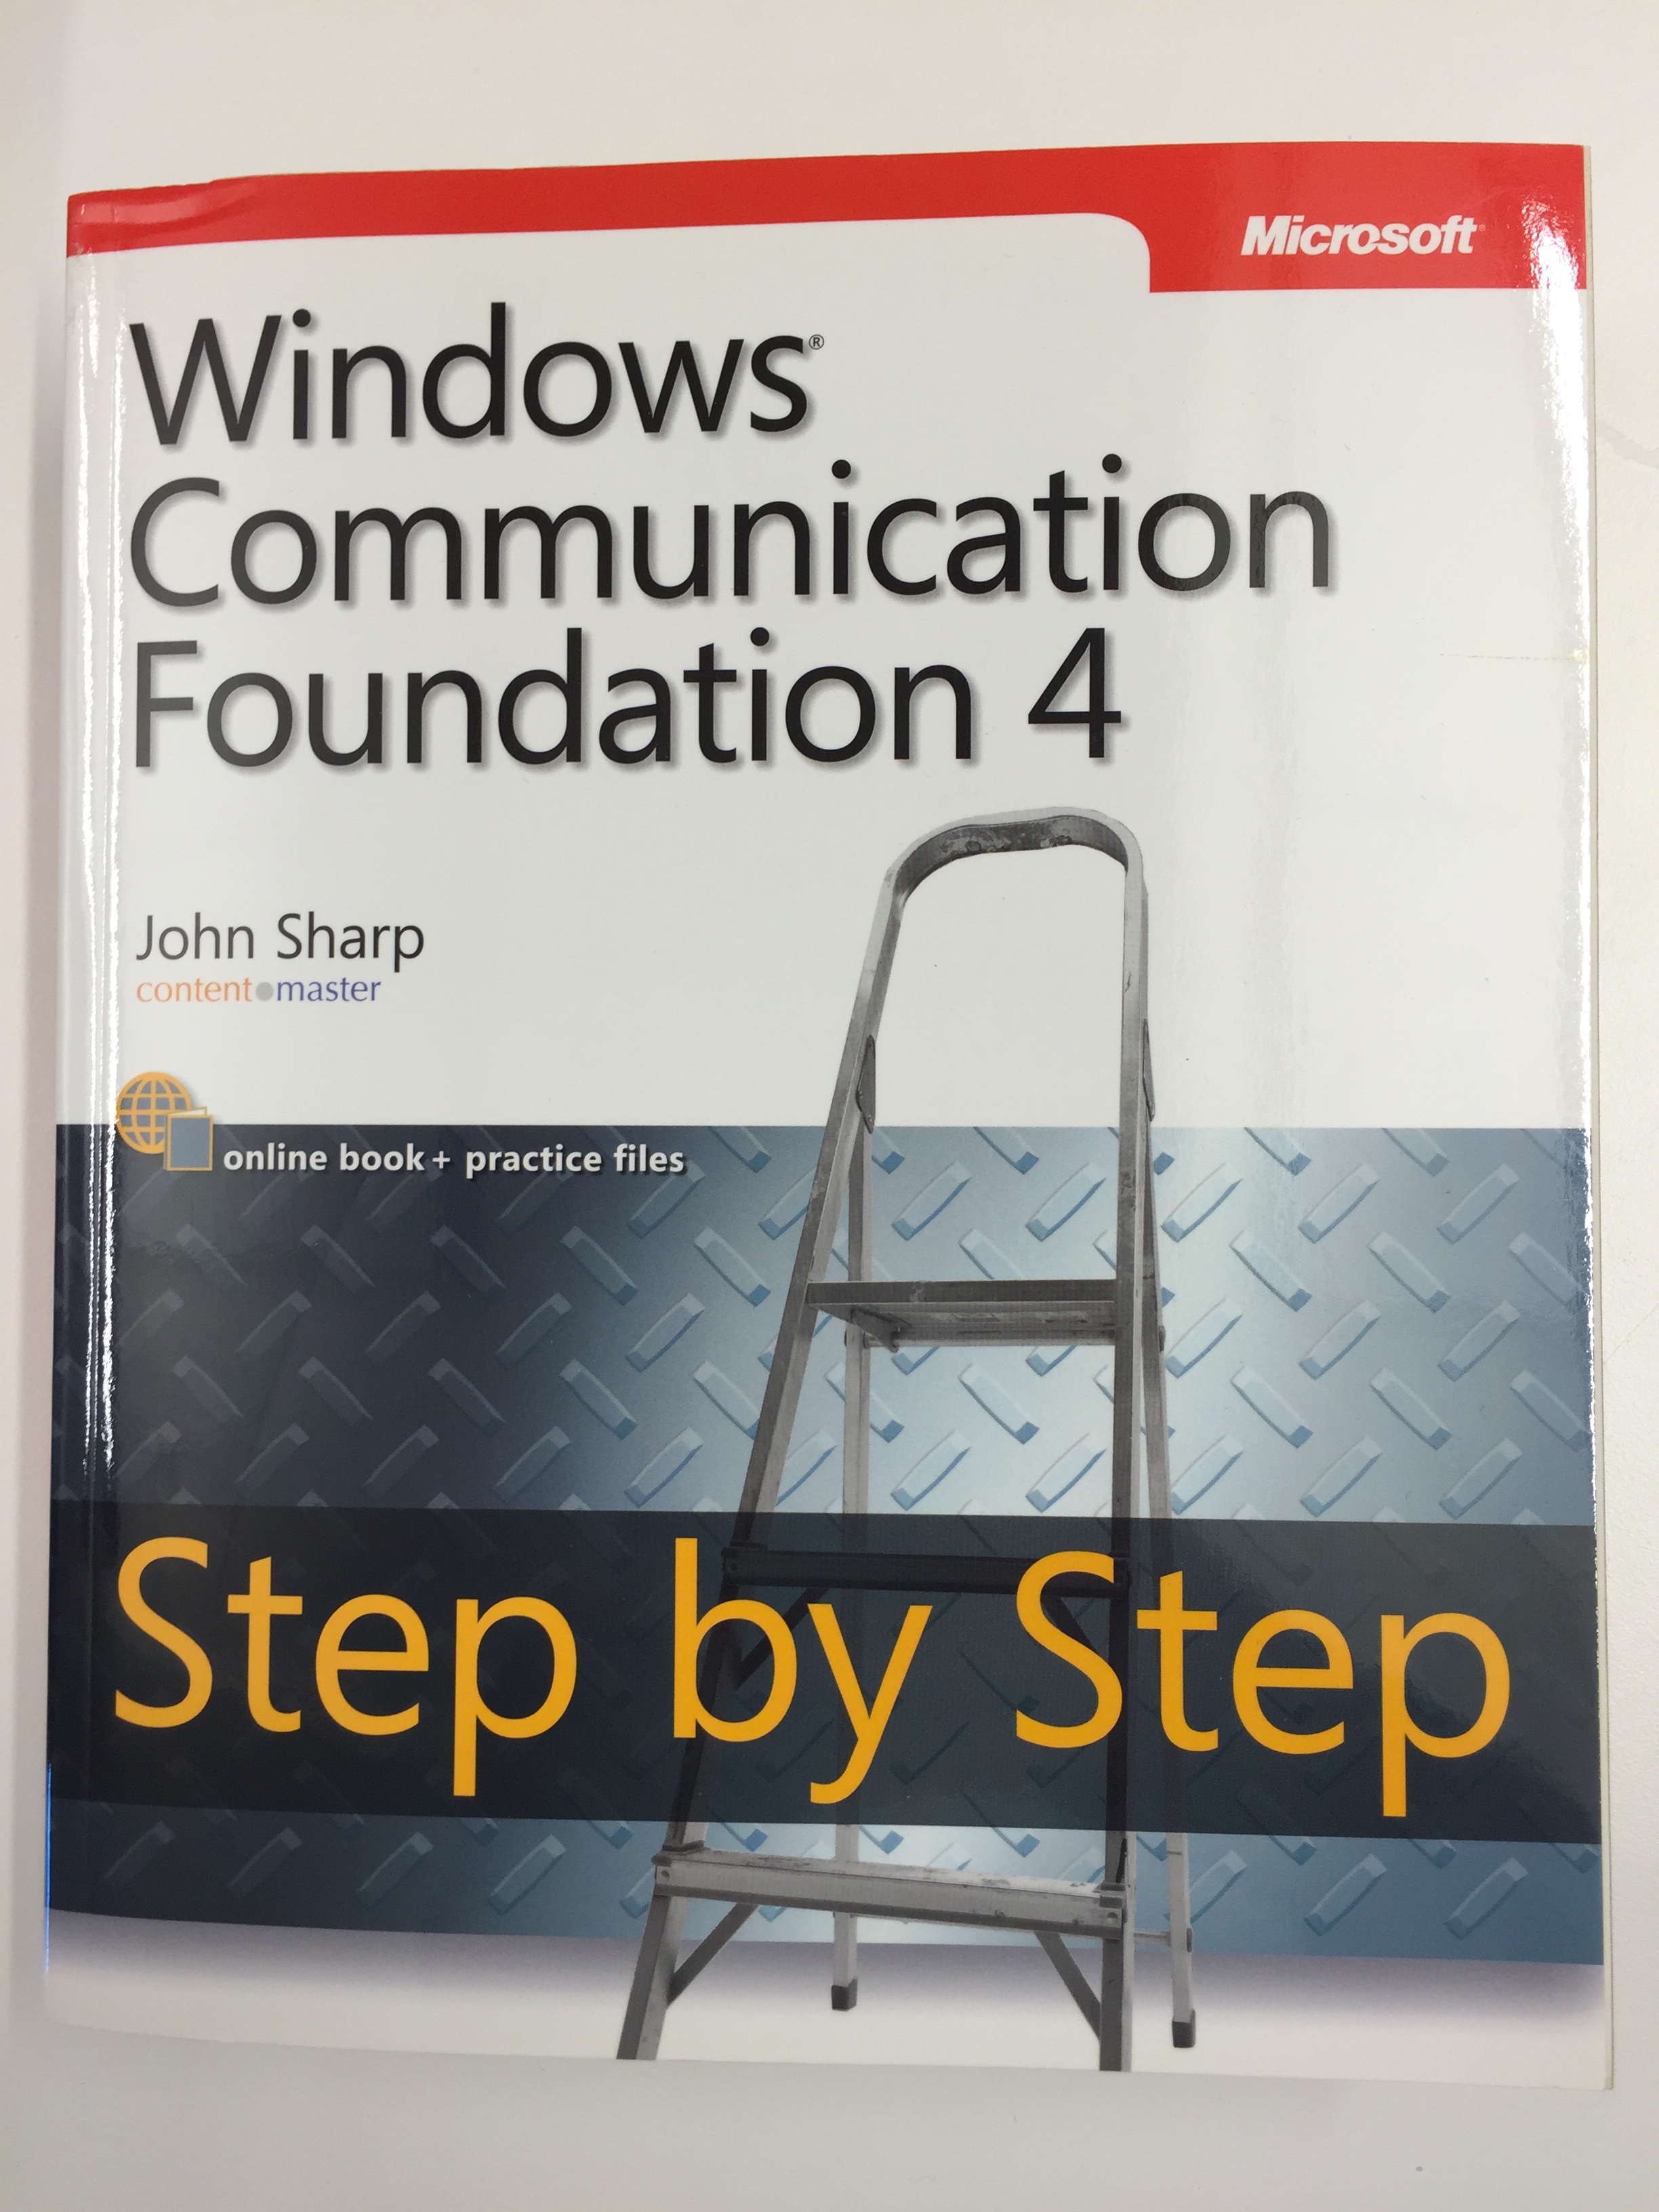 Microsoft®
Windows®
Communication
Foundation 4
John Sharp
content master
online book + practice files
Step by Step